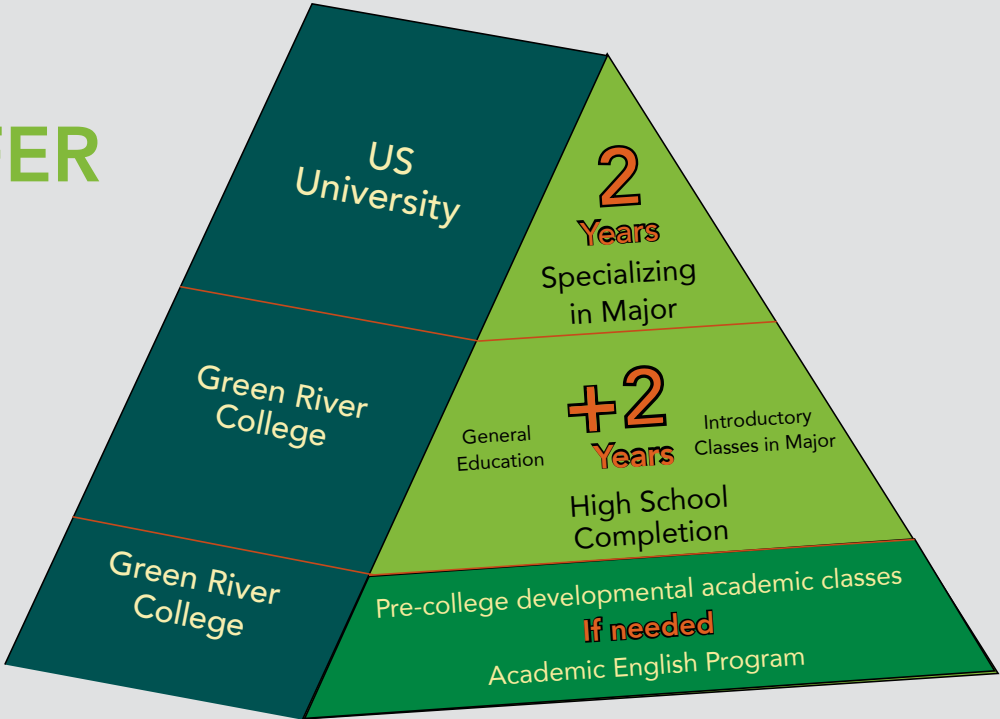 US
University
2
Years
Specializing
in Major
Green River
College
General
Education
+2
Years
Introductory
Classes in Major
High School
Completion
Green River
College
Pre-college developmental academic classes
If needed
Academic English Program